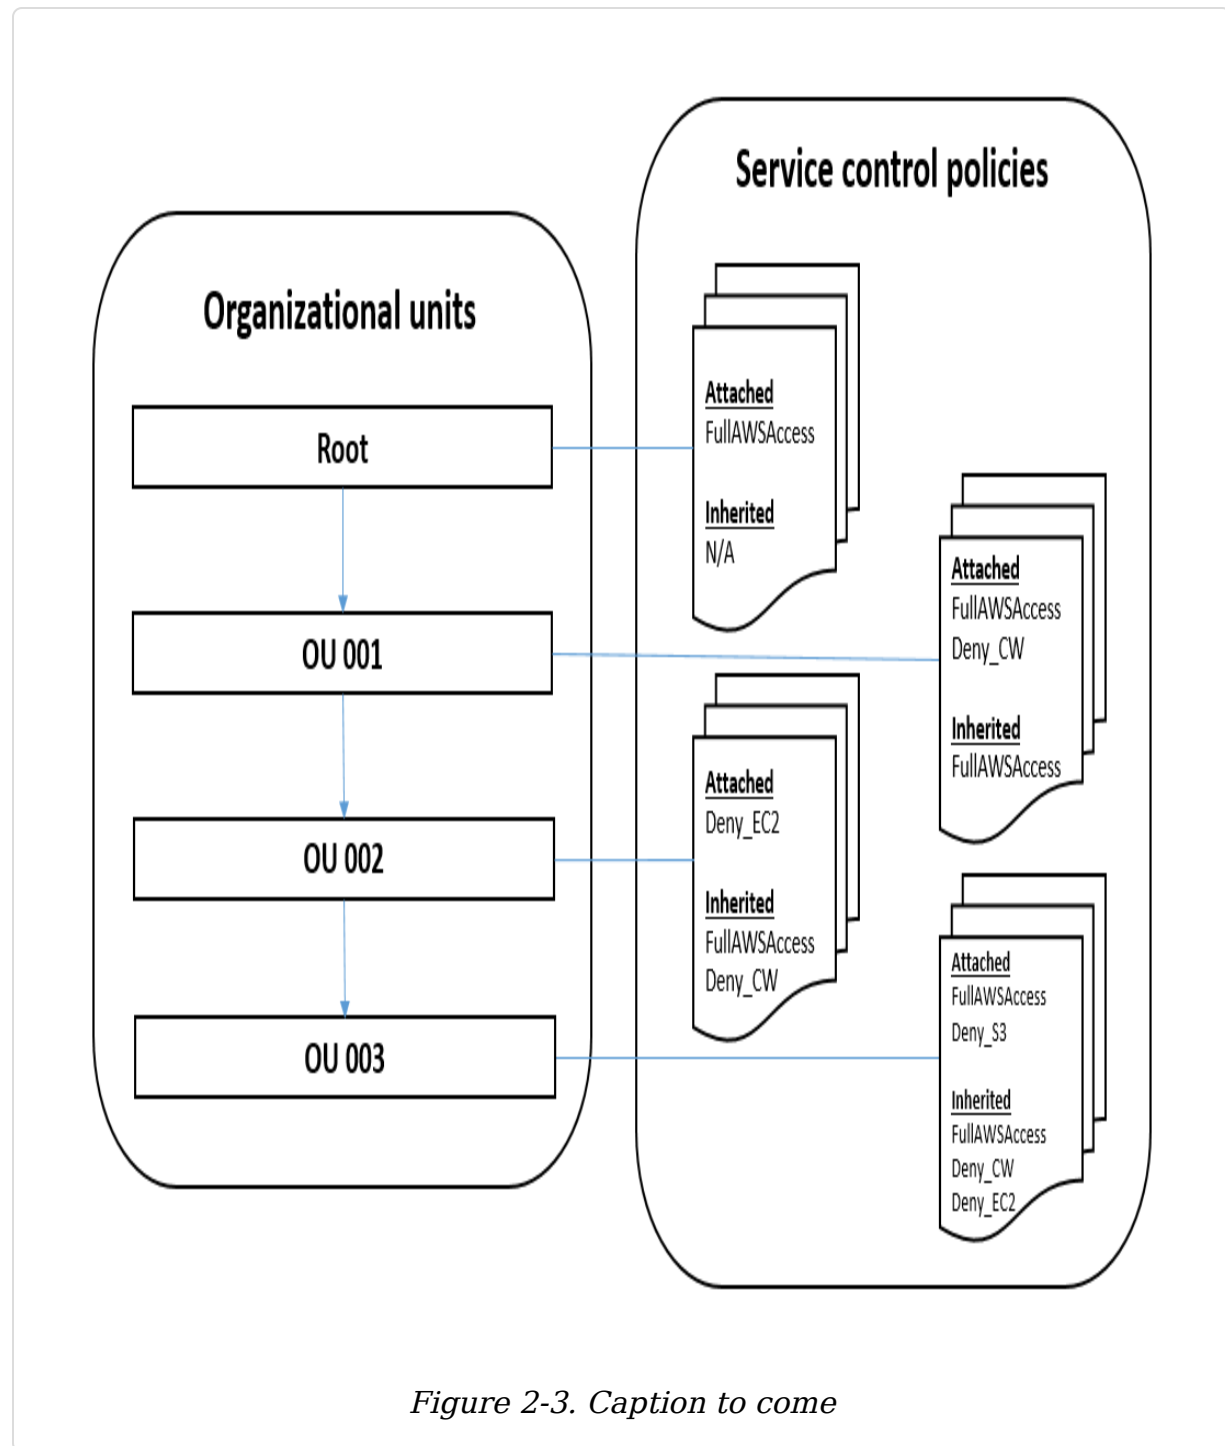 Service control policies
Organizational units
Root
Attached
FullAWSAccess
Inherited
N/A
OU 001
Attached
FullAWSAccess
Deny_CW
Inherited
FullAWSAccess
OU 002
Attached
Deny_EC2
Inherited
FullAWSAccess
Deny_CW
OU 003
Attached
FullAWSAccess
Deny_S3
Inherited
FullAWSAccess
Deny_CW
Deny_EC2
Figure 2-3. Caption to come